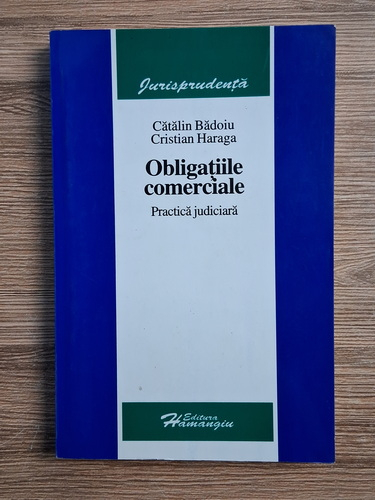 Jurisprudență
Cătălin Bădoiu
Cristian Haraga
Obligațiile
comerciale
Practică judiciară
Editura
Hamangiu